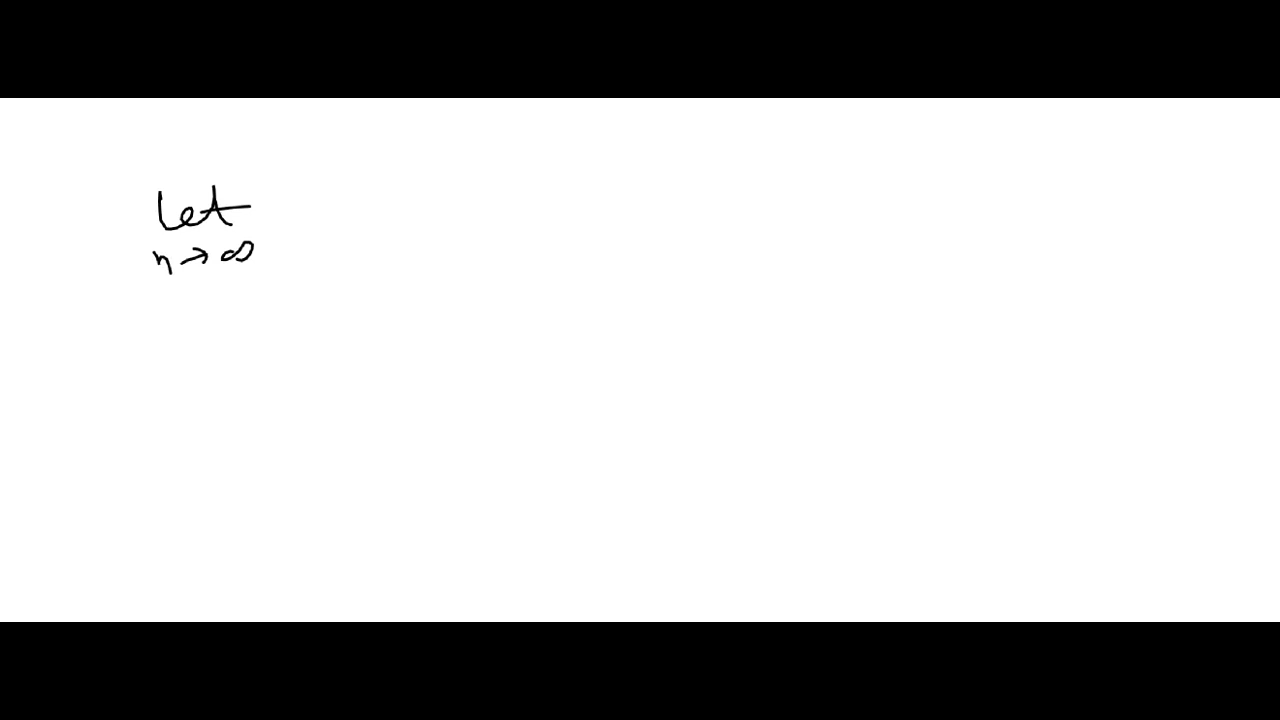 let
n → ∞